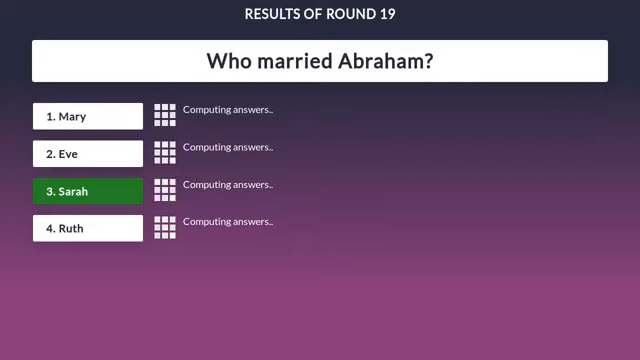 RESULTS OF ROUND 19
Who married Abraham?
1. Mary
Computing answers..
2. Eve
Computing answers..
3. Sarah
Computing answers..
4. Ruth
Computing answers..